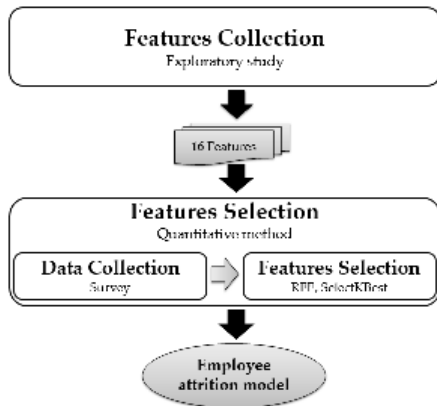 Features Collection
Exploratory study
16 Features
Features Selection
Quantitative method
Data Collection
Survey
Features Selection
RFE, SelectKBest
Employee
attrition model